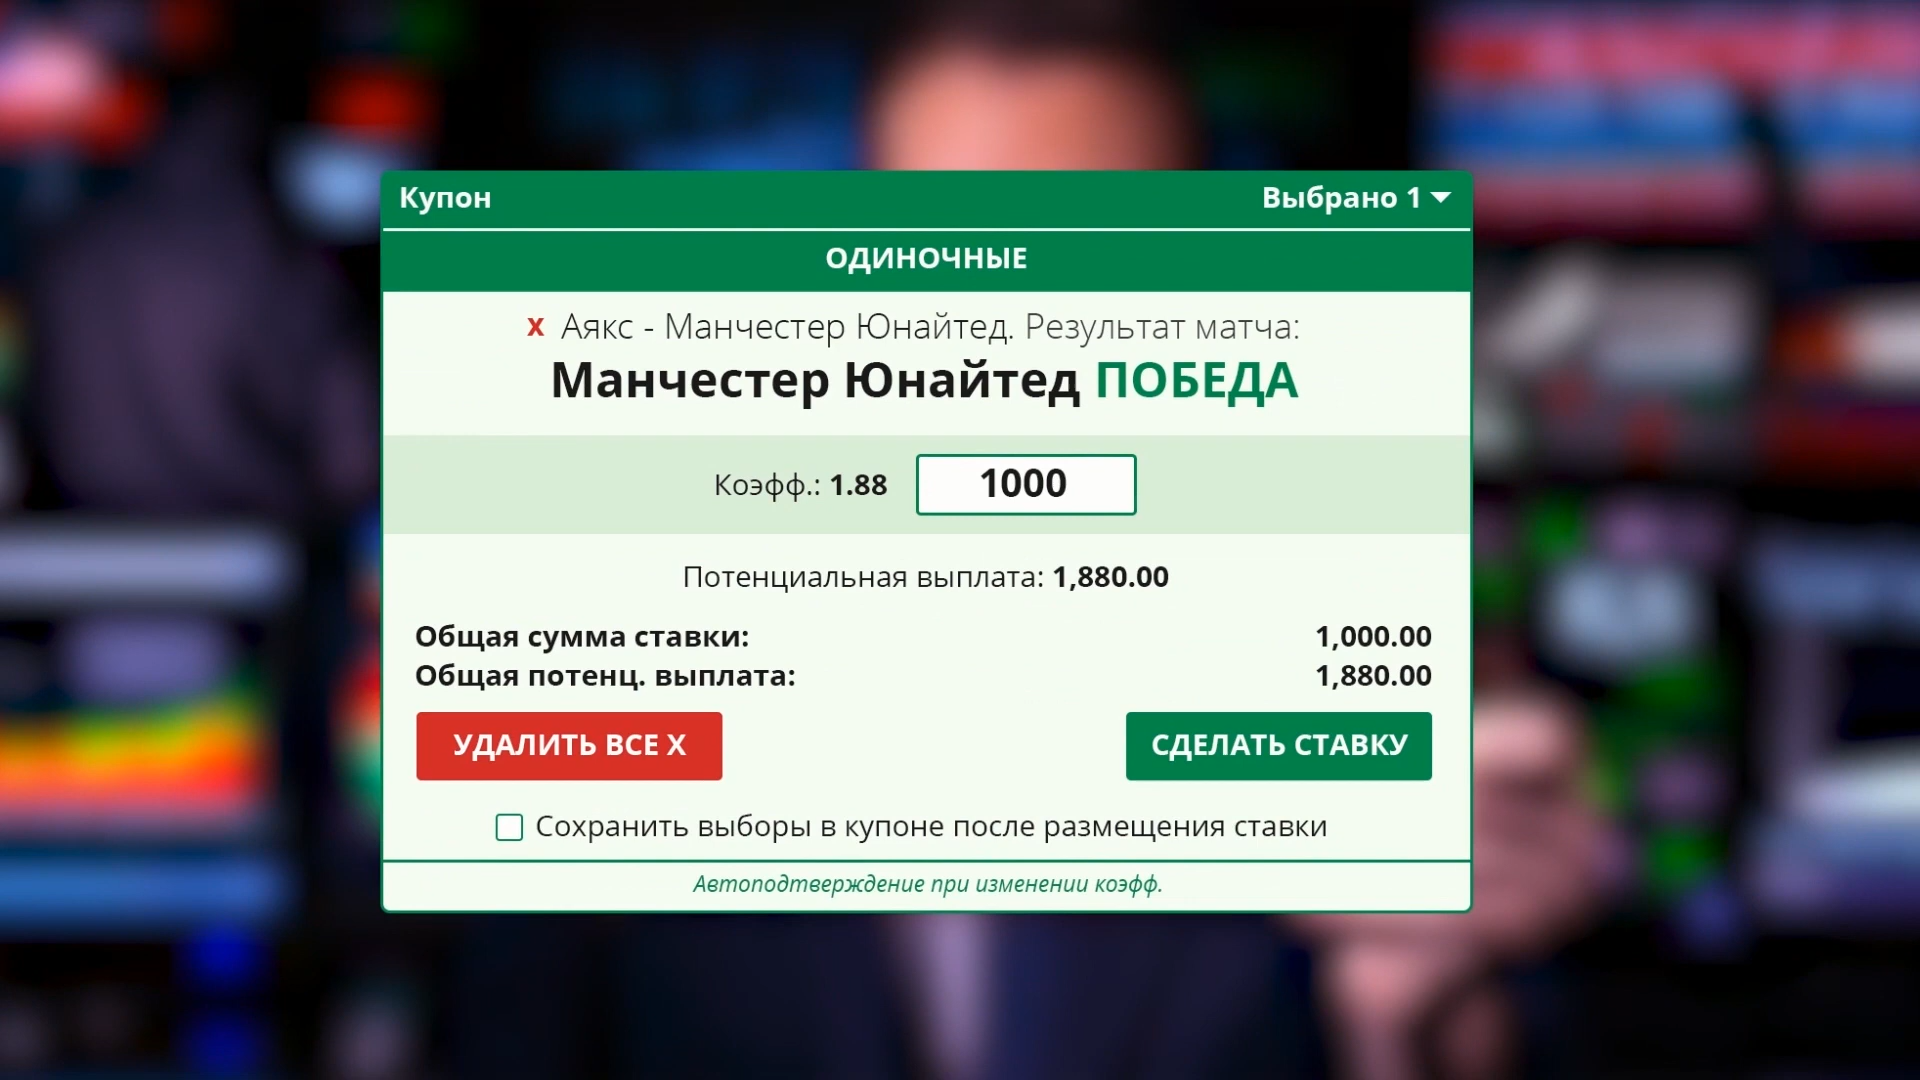 Купон
Выбрано 1
ОДИНОЧНЫЕ
x Аякс - Манчестер Юнайтед. Результат матча:
Манчестер Юнайтед ПОБЕДА
Коэфф.: 1.88 1000
Потенциальная выплата: 1,880.00
Общая сумма ставки: 1,000.00
Общая потенц. выплата: 1,880.00
УДАЛИТЬ ВСЕ X
СДЕЛАТЬ СТАВКУ
Сохранить выборы в купоне после размещения ставки
Автоподтверждение при изменении коэфф.